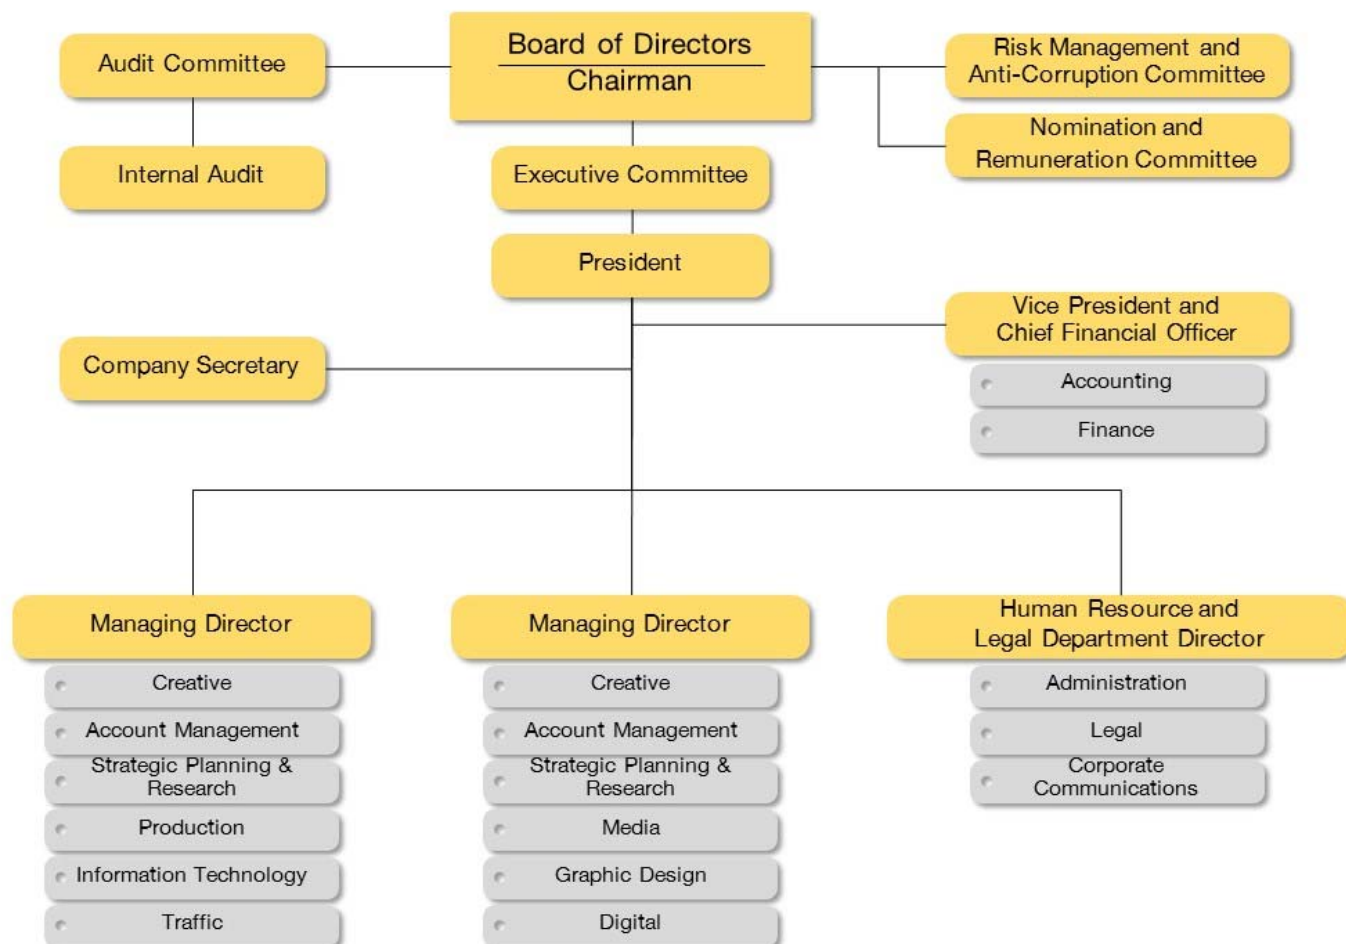 Board of Directors
Chairman
Audit Committee
Internal Audit
Risk Management and
Anti-Corruption Committee
Nomination and
Remuneration Committee
Executive Committee
President
Vice President and
Chief Financial Officer
Accounting
Finance
Company Secretary
Managing Director
Creative
Account Management
Strategic Planning &
Research
Production
Information Technology
Traffic
Managing Director
Creative
Account Management
Strategic Planning &
Research
Media
Graphic Design
Digital
Human Resource and
Legal Department Director
Administration
Legal
Corporate
Communications